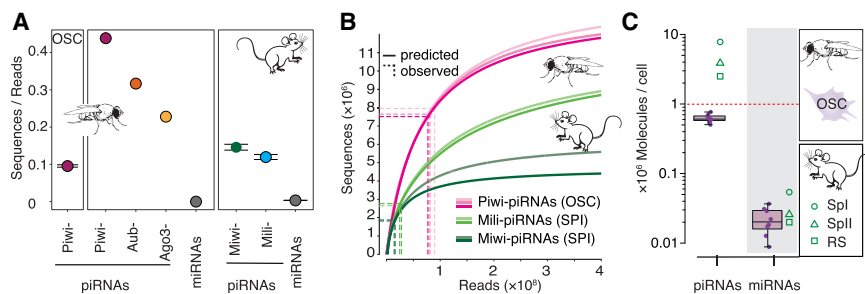 A
OSC
Sequences / Reads
0.4
0.3
0.2
0.1
0
Piwi-
Piwi-
Aub-
Ago3-
miRNAs
Miwi-
Mili-
miRNAs
piRNAs
piRNAs
B
predicted
observed
Sequences (×10⁶)
11
10
9
8
7
6
5
4
3
2
1
0
Piwi-piRNAs (OSC)
Mili-piRNAs (SPI)
Miwi-piRNAs (SPI)
1
2
3
4
Reads (×10⁸)
C
×10⁶ Molecules / cell
10
1
0.1
0.01
OSC
SpI
SpII
RS
piRNAs
miRNAs